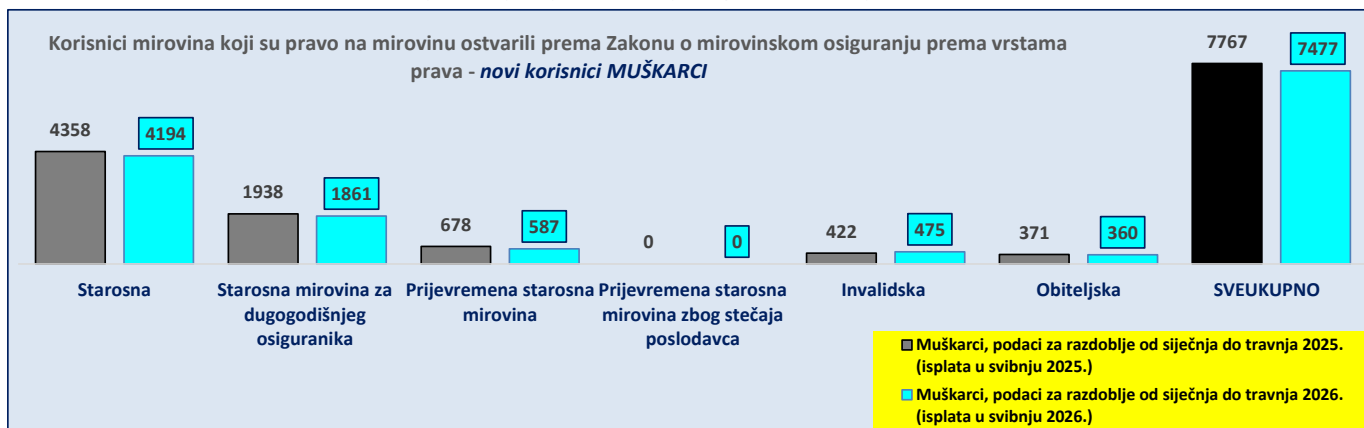 Korisnici mirovina koji su pravo na mirovinu ostvarili prema Zakonu o mirovinskom osiguranju prema vrstama
prava - novi korisnici MUŠKARCI
4358
4194
1938
1861
678
587
0
0
422
475
371
360
7767
7477
Starosna
Starosna mirovina za
dugogodišnjeg
osiguranika
Prijevremena starosna
mirovina
Prijevremena starosna
mirovina zbog stečaja
poslodavca
Invalidska
Obiteljska
SVEUKUPNO
Muškarci, podaci za razdoblje od siječnja do travnja 2025.
(isplata u svibnju 2025.)
Muškarci, podaci za razdoblje od siječnja do travnja 2026.
(isplata u svibnju 2026.)